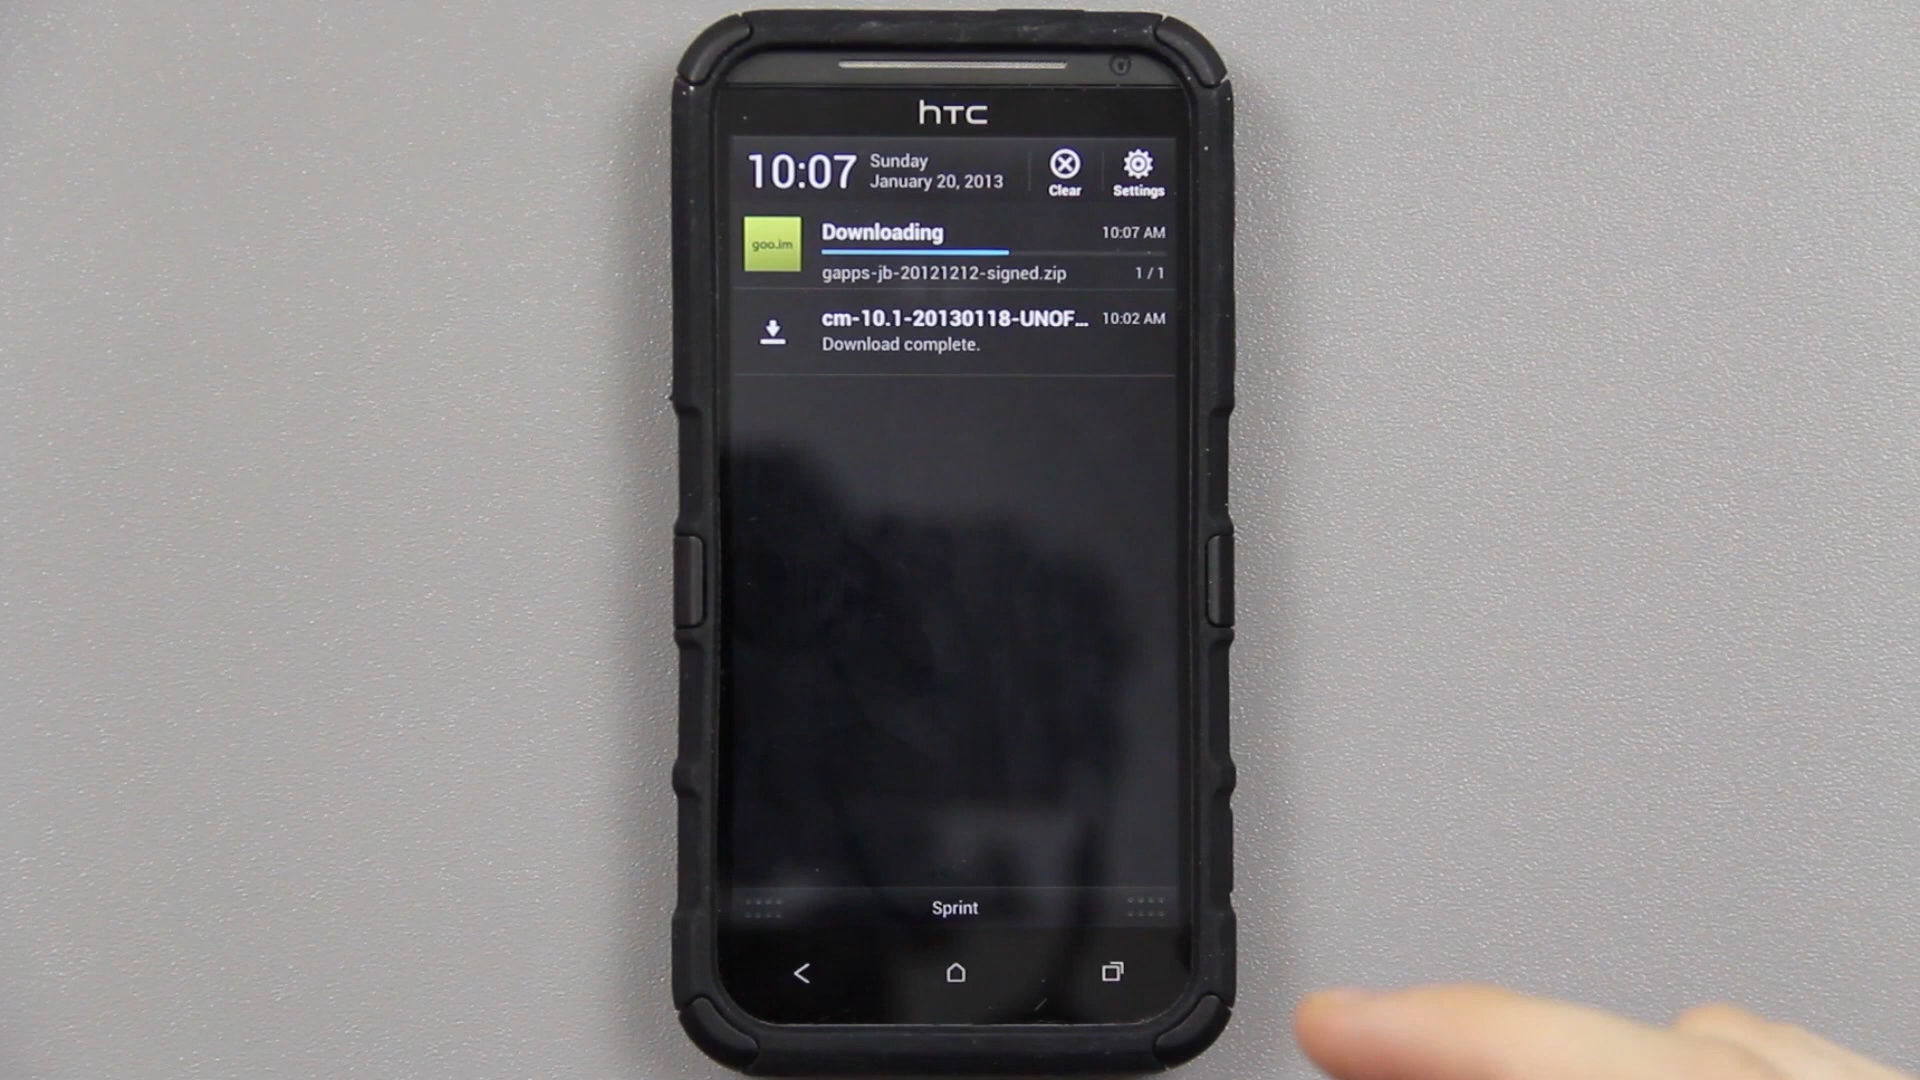 hTC
10:07
Sunday
January 20, 2013
Clear
Settings
goo.im
Downloading
10:07 AM
gapps-jb-20121212-signed.zip
1 / 1
cm-10.1-20130118-UNOF...
10:02 AM
Download complete.
Sprint